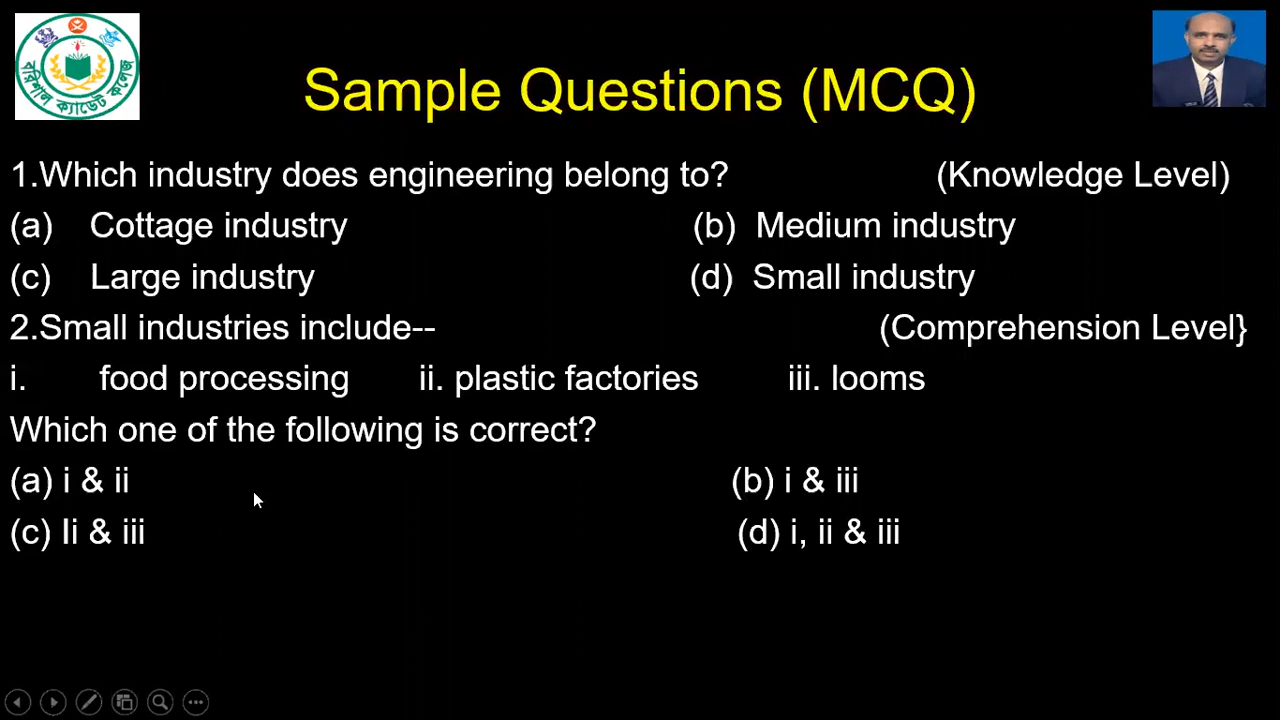 বরিশাল ক্যাডেট কলেজ
Sample Questions (MCQ)
1.Which industry does engineering belong to? (Knowledge Level)
(a) Cottage industry (b) Medium industry
(c) Large industry (d) Small industry
2.Small industries include-- (Comprehension Level}
i. food processing ii. plastic factories iii. looms
Which one of the following is correct?
(a) i & ii (b) i & iii
(c) Ii & iii (d) i, ii & iii